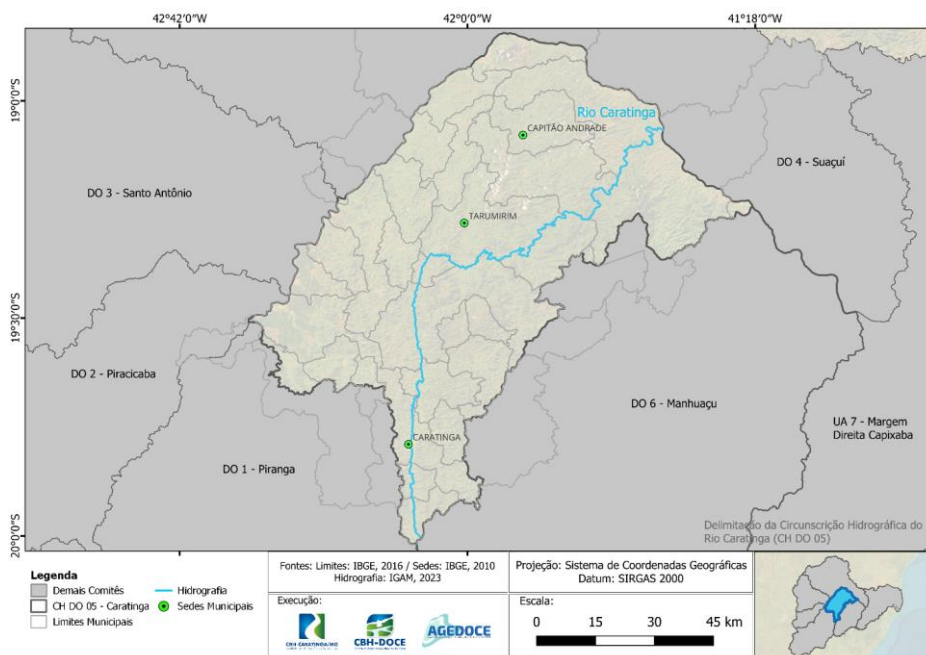 42°42'0"W
42°0'0"W
41°18'0"W
19°0'0"S
19°30'0"S
20°0'0"S
Rio Caratinga
CAPITÃO ANDRADE
DO 4 - Suaçuí
DO 3 - Santo Antônio
TARUMIRIM
DO 2 - Piracicaba
DO 6 - Manhuaçu
UA 7 - Margem
Direita Capixaba
CARATINGA
DO 1 - Piranga
Delimitação da Circunscrição Hidrográfica do
Rio Caratinga (CH DO 05)
Legenda
Demais Comitês
Hidrografia
CH DO 05 - Caratinga
Sedes Municipais
Limites Municipais
Fontes: Limites: IBGE, 2016 / Sedes: IBGE, 2010
Hidrografia: IGAM, 2023
Execução:
CBH-CARATINGA/MG
CBH-DOCE
AGEDOCE
Projeção: Sistema de Coordenadas Geográficas
Datum: SIRGAS 2000
Escala:
0 15 30 45 km